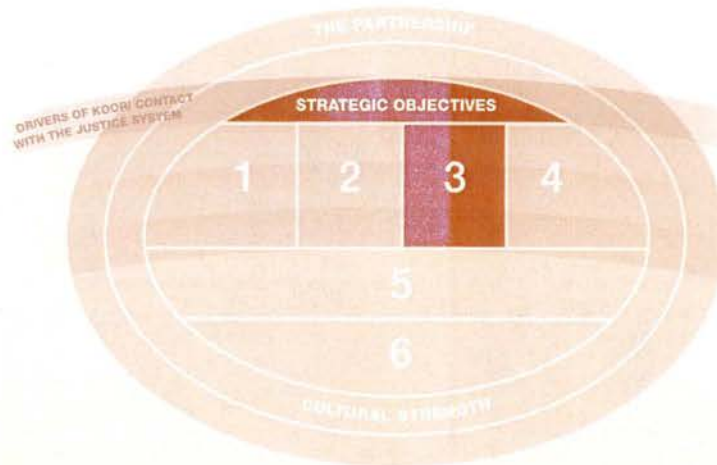 THE PARTNERSHIP
DRIVERS OF KOORI CONTACT
WITH THE JUSTICE SYSTEM
STRATEGIC OBJECTIVES
1 2 3 4
5
6
CULTURAL STRENGTH